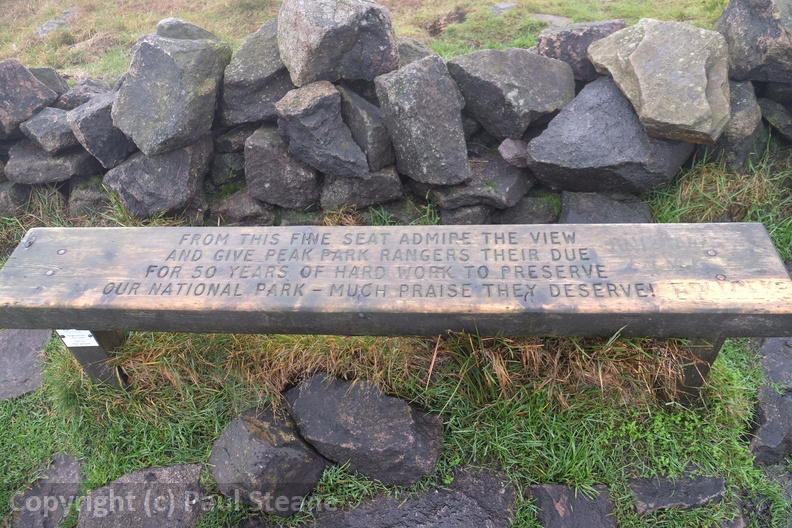 FROM THIS FINE SEAT ADMIRE THE VIEW
AND GIVE PEAK PARK RANGERS THEIR DUE
FOR 50 YEARS OF HARD WORK TO PRESERVE
OUR NATIONAL PARK – MUCH PRAISE THEY DESERVE!
Copyright (c) Paul Steane